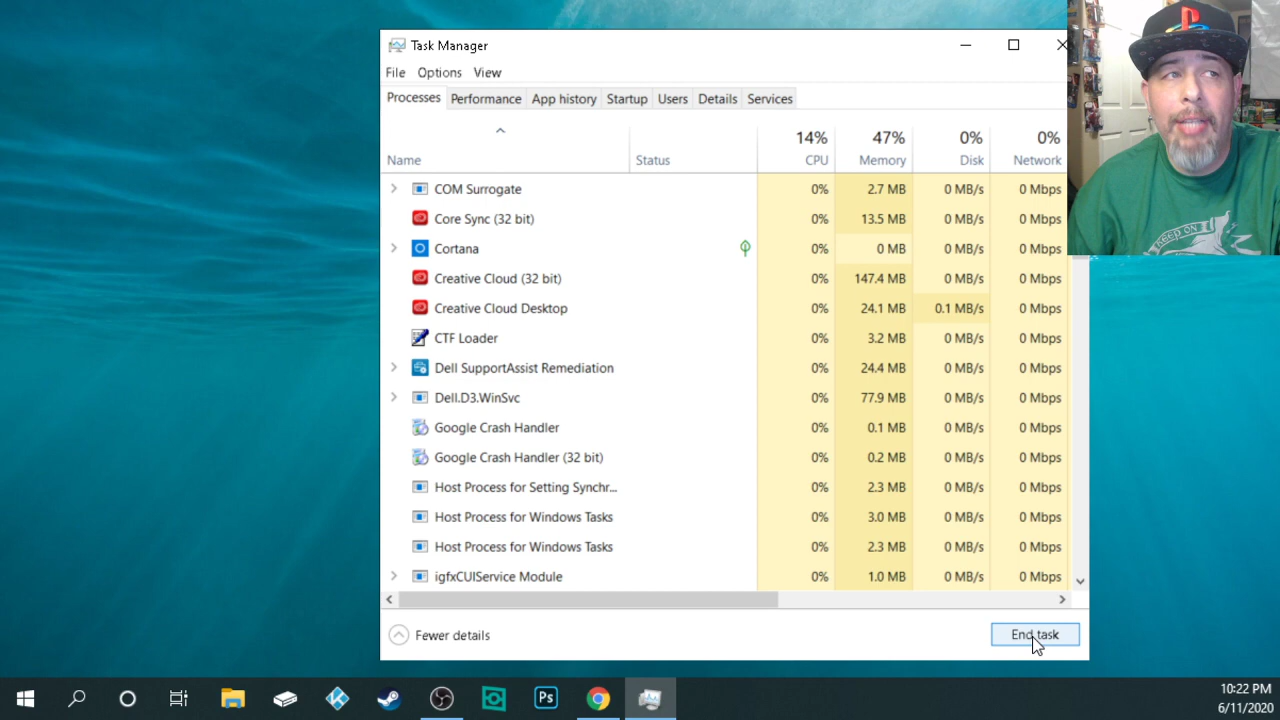 Task Manager
File Options View
Processes Performance App history Startup Users Details Services
14% 47% 0% 0%
Name Status CPU Memory Disk Network
COM Surrogate 0% 2.7 MB 0 MB/s 0 Mbps
Core Sync (32 bit) 0% 13.5 MB 0 MB/s 0 Mbps
Cortana 0% 0 MB 0 MB/s 0 Mbps
Creative Cloud (32 bit) 0% 147.4 MB 0 MB/s 0 Mbps
Creative Cloud Desktop 0% 24.1 MB 0.1 MB/s 0 Mbps
CTF Loader 0% 3.2 MB 0 MB/s 0 Mbps
Dell SupportAssist Remediation 0% 24.4 MB 0 MB/s 0 Mbps
Dell.D3.WinSvc 0% 77.9 MB 0 MB/s 0 Mbps
Google Crash Handler 0% 0.1 MB 0 MB/s 0 Mbps
Google Crash Handler (32 bit) 0% 0.2 MB 0 MB/s 0 Mbps
Host Process for Setting Synchr... 0% 2.3 MB 0 MB/s 0 Mbps
Host Process for Windows Tasks 0% 3.0 MB 0 MB/s 0 Mbps
Host Process for Windows Tasks 0% 2.3 MB 0 MB/s 0 Mbps
igfxCUIService Module 0% 1.0 MB 0 MB/s 0 Mbps
Fewer details End task
KEEP ON
Ps
10:22 PM
6/11/2020